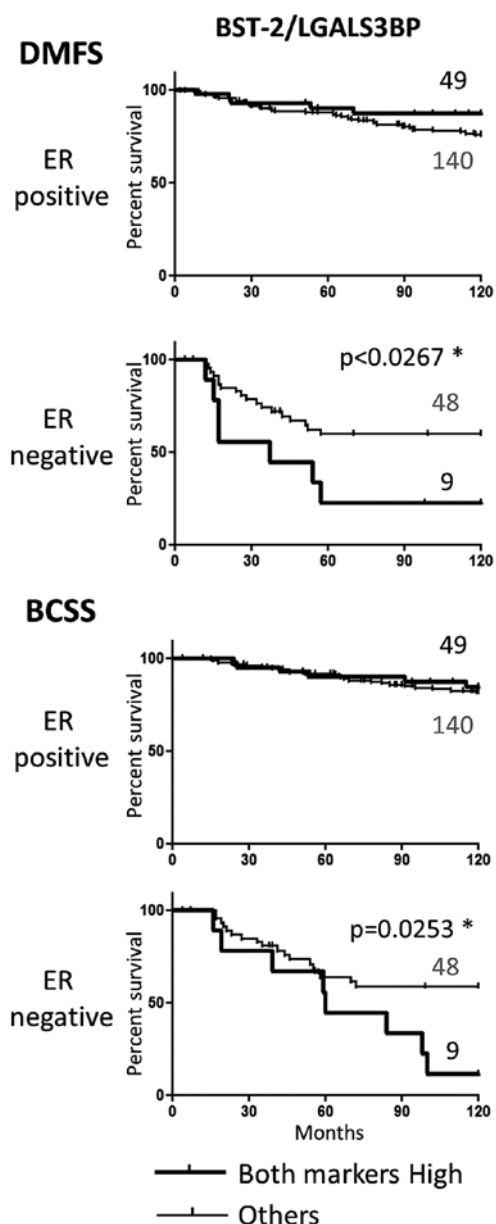 BST-2/LGALS3BP
DMFS
ER
positive
Percent survival
100
50
0
49
140
0 30 60 90 120
ER
negative
Percent survival
100
50
0
p<0.0267 *
48
9
0 30 60 90 120
BCSS
ER
positive
Percent survival
100
50
0
49
140
0 30 60 90 120
ER
negative
Percent survival
100
50
0
p=0.0253 *
48
9
0 30 60 90 120
Months
Both markers High
Others